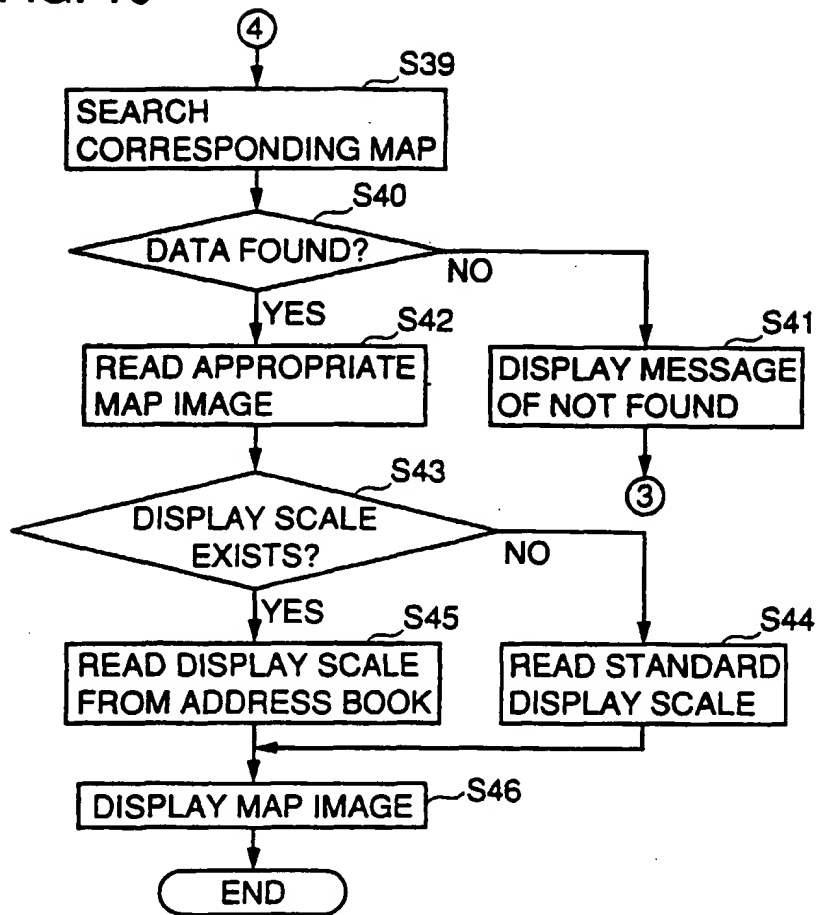 4
S39
SEARCH
CORRESPONDING MAP
S40
DATA FOUND?
NO
YES
S42
READ APPROPRIATE
MAP IMAGE
S41
DISPLAY MESSAGE
OF NOT FOUND
3
S43
DISPLAY SCALE
EXISTS?
NO
YES
S45
READ DISPLAY SCALE
FROM ADDRESS BOOK
S44
READ STANDARD
DISPLAY SCALE
DISPLAY MAP IMAGE
S46
END